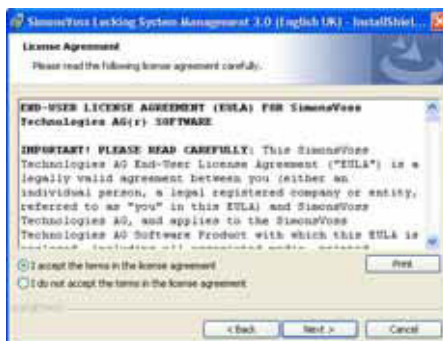 SimonsVoss Locking System Management 3.0 (English UK) - InstallShiel...
License Agreement
Please read the following license agreement carefully.
END-USER LICENSE AGREEMENT (EULA) FOR SimonsVoss
Technologies AG(r) SOFTWARE
IMPORTANT! PLEASE READ CAREFULLY: This SimonsVoss
Technologies AG End-User License Agreement ("EULA") is a
legally valid agreement between you (either an
individual person, a legal registered company or entity,
referred to as "you" in this EULA) and SimonsVoss
Technologies AG, and applies to the SimonsVoss
Technologies AG Software Product with which this EULA is
I accept the terms in the license agreement
Print
I do not accept the terms in the license agreement
< Back
Next >
Cancel